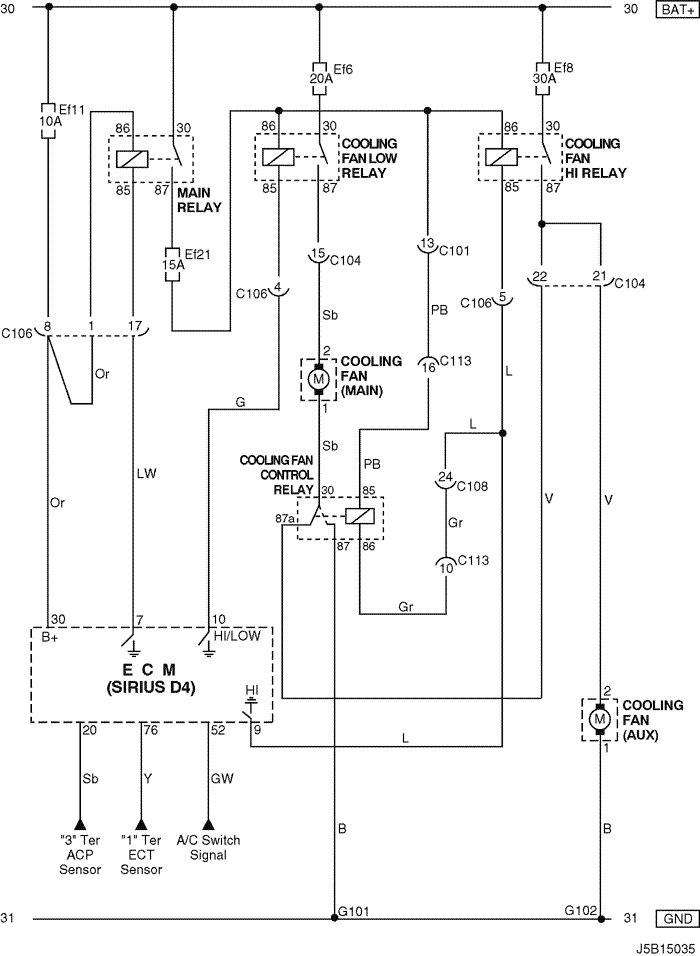 30
30
BAT+
Ef6
20A
Ef8
30A
Ef11
10A
86
30
86
30
86
30
COOLING
FAN LOW
RELAY
COOLING
FAN
HI RELAY
85
87
MAIN
RELAY
85
87
85
87
Ef21
15A
15
C104
13
C101
22
21
C104
4
C106
5
C106
PB
Sb
C106
8
1
17
2
COOLING
FAN
(MAIN)
M
1
16
C113
Or
L
G
L
Sb
COOLING FAN
CONTROL
RELAY
PB
LW
24
C108
30
85
Or
V
V
87a
Gr
87
86
10
C113
Gr
30
7
10
B+
HI/LOW
E C M
(SIRIUS D4)
HI
2
COOLING
FAN
(AUX)
M
1
20
76
52
9
L
Sb
Y
GW
B
B
"3" Ter
ACP
Sensor
"1" Ter
ECT
Sensor
A/C Switch
Signal
31
G101
G102
31
GND
J5B15035